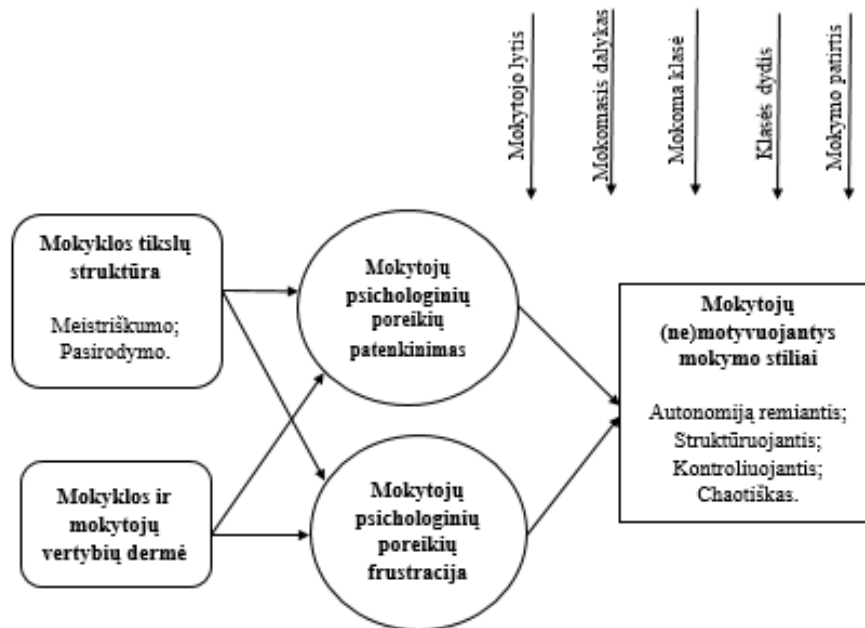 Mokytojo lytis
Mokomasis dalykas
Mokoma klasė
Klasės dydis
Mokymo patirtis
Mokyklos tikslų
struktūra
Meistriškumo;
Pasirodymo.
Mokyklos ir
mokytojų
vertybių dermė
Mokytojų
psichologinių
poreikių
patenkinimas
Mokytojų
psichologinių
poreikių
frustracija
Mokytojų
(ne)motyvuojantys
mokymo stiliai
Autonomiją remiantis;
Struktūruojantis;
Kontroliuojantis;
Chaotiškas.